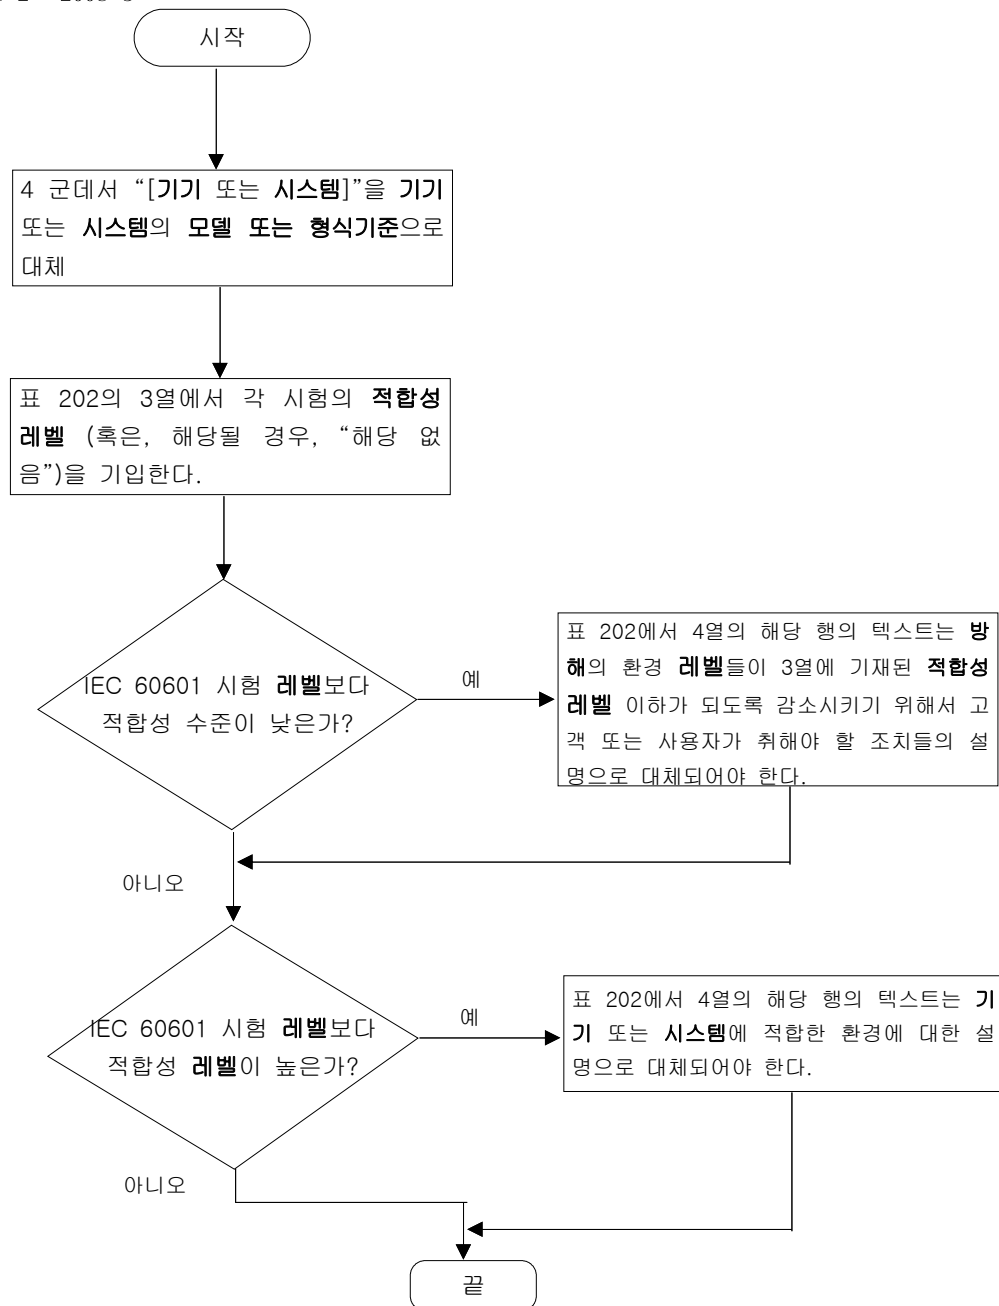 시작
4 군데서 “[기기 또는 시스템]”을 기기
또는 시스템의 모델 또는 형식기준으로
대체
표 202의 3열에서 각 시험의 적합성
레벨 (혹은, 해당될 경우, “해당 없
음”)을 기입한다.
IEC 60601 시험 레벨보다
적합성 수준이 낮은가?
예
표 202에서 4열의 해당 행의 텍스트는 방
해의 환경 레벨들이 3열에 기재된 적합성
레벨 이하가 되도록 감소시키기 위해서 고
객 또는 사용자가 취해야 할 조치들의 설
명으로 대체되어야 한다.
아니오
IEC 60601 시험 레벨보다
적합성 레벨이 높은가?
예
표 202에서 4열의 해당 행의 텍스트는 기
기 또는 시스템에 적합한 환경에 대한 설
명으로 대체되어야 한다.
아니오
끝